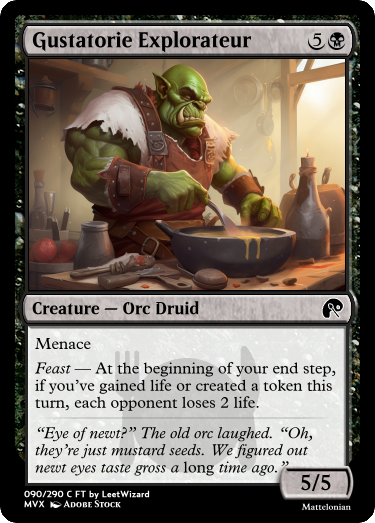 Gustatorie Explorateur 5
Creature — Orc Druid
Menace
Feast — At the beginning of your end step,
if you've gained life or created a token this
turn, each opponent loses 2 life.
"Eye of newt?" The old orc laughed. "Oh,
they're just mustard seeds. We figured out
newt eyes taste gross a long time ago."
5/5
090/290 C FT by LeetWizard
MVX Adobe Stock
Mattelonian